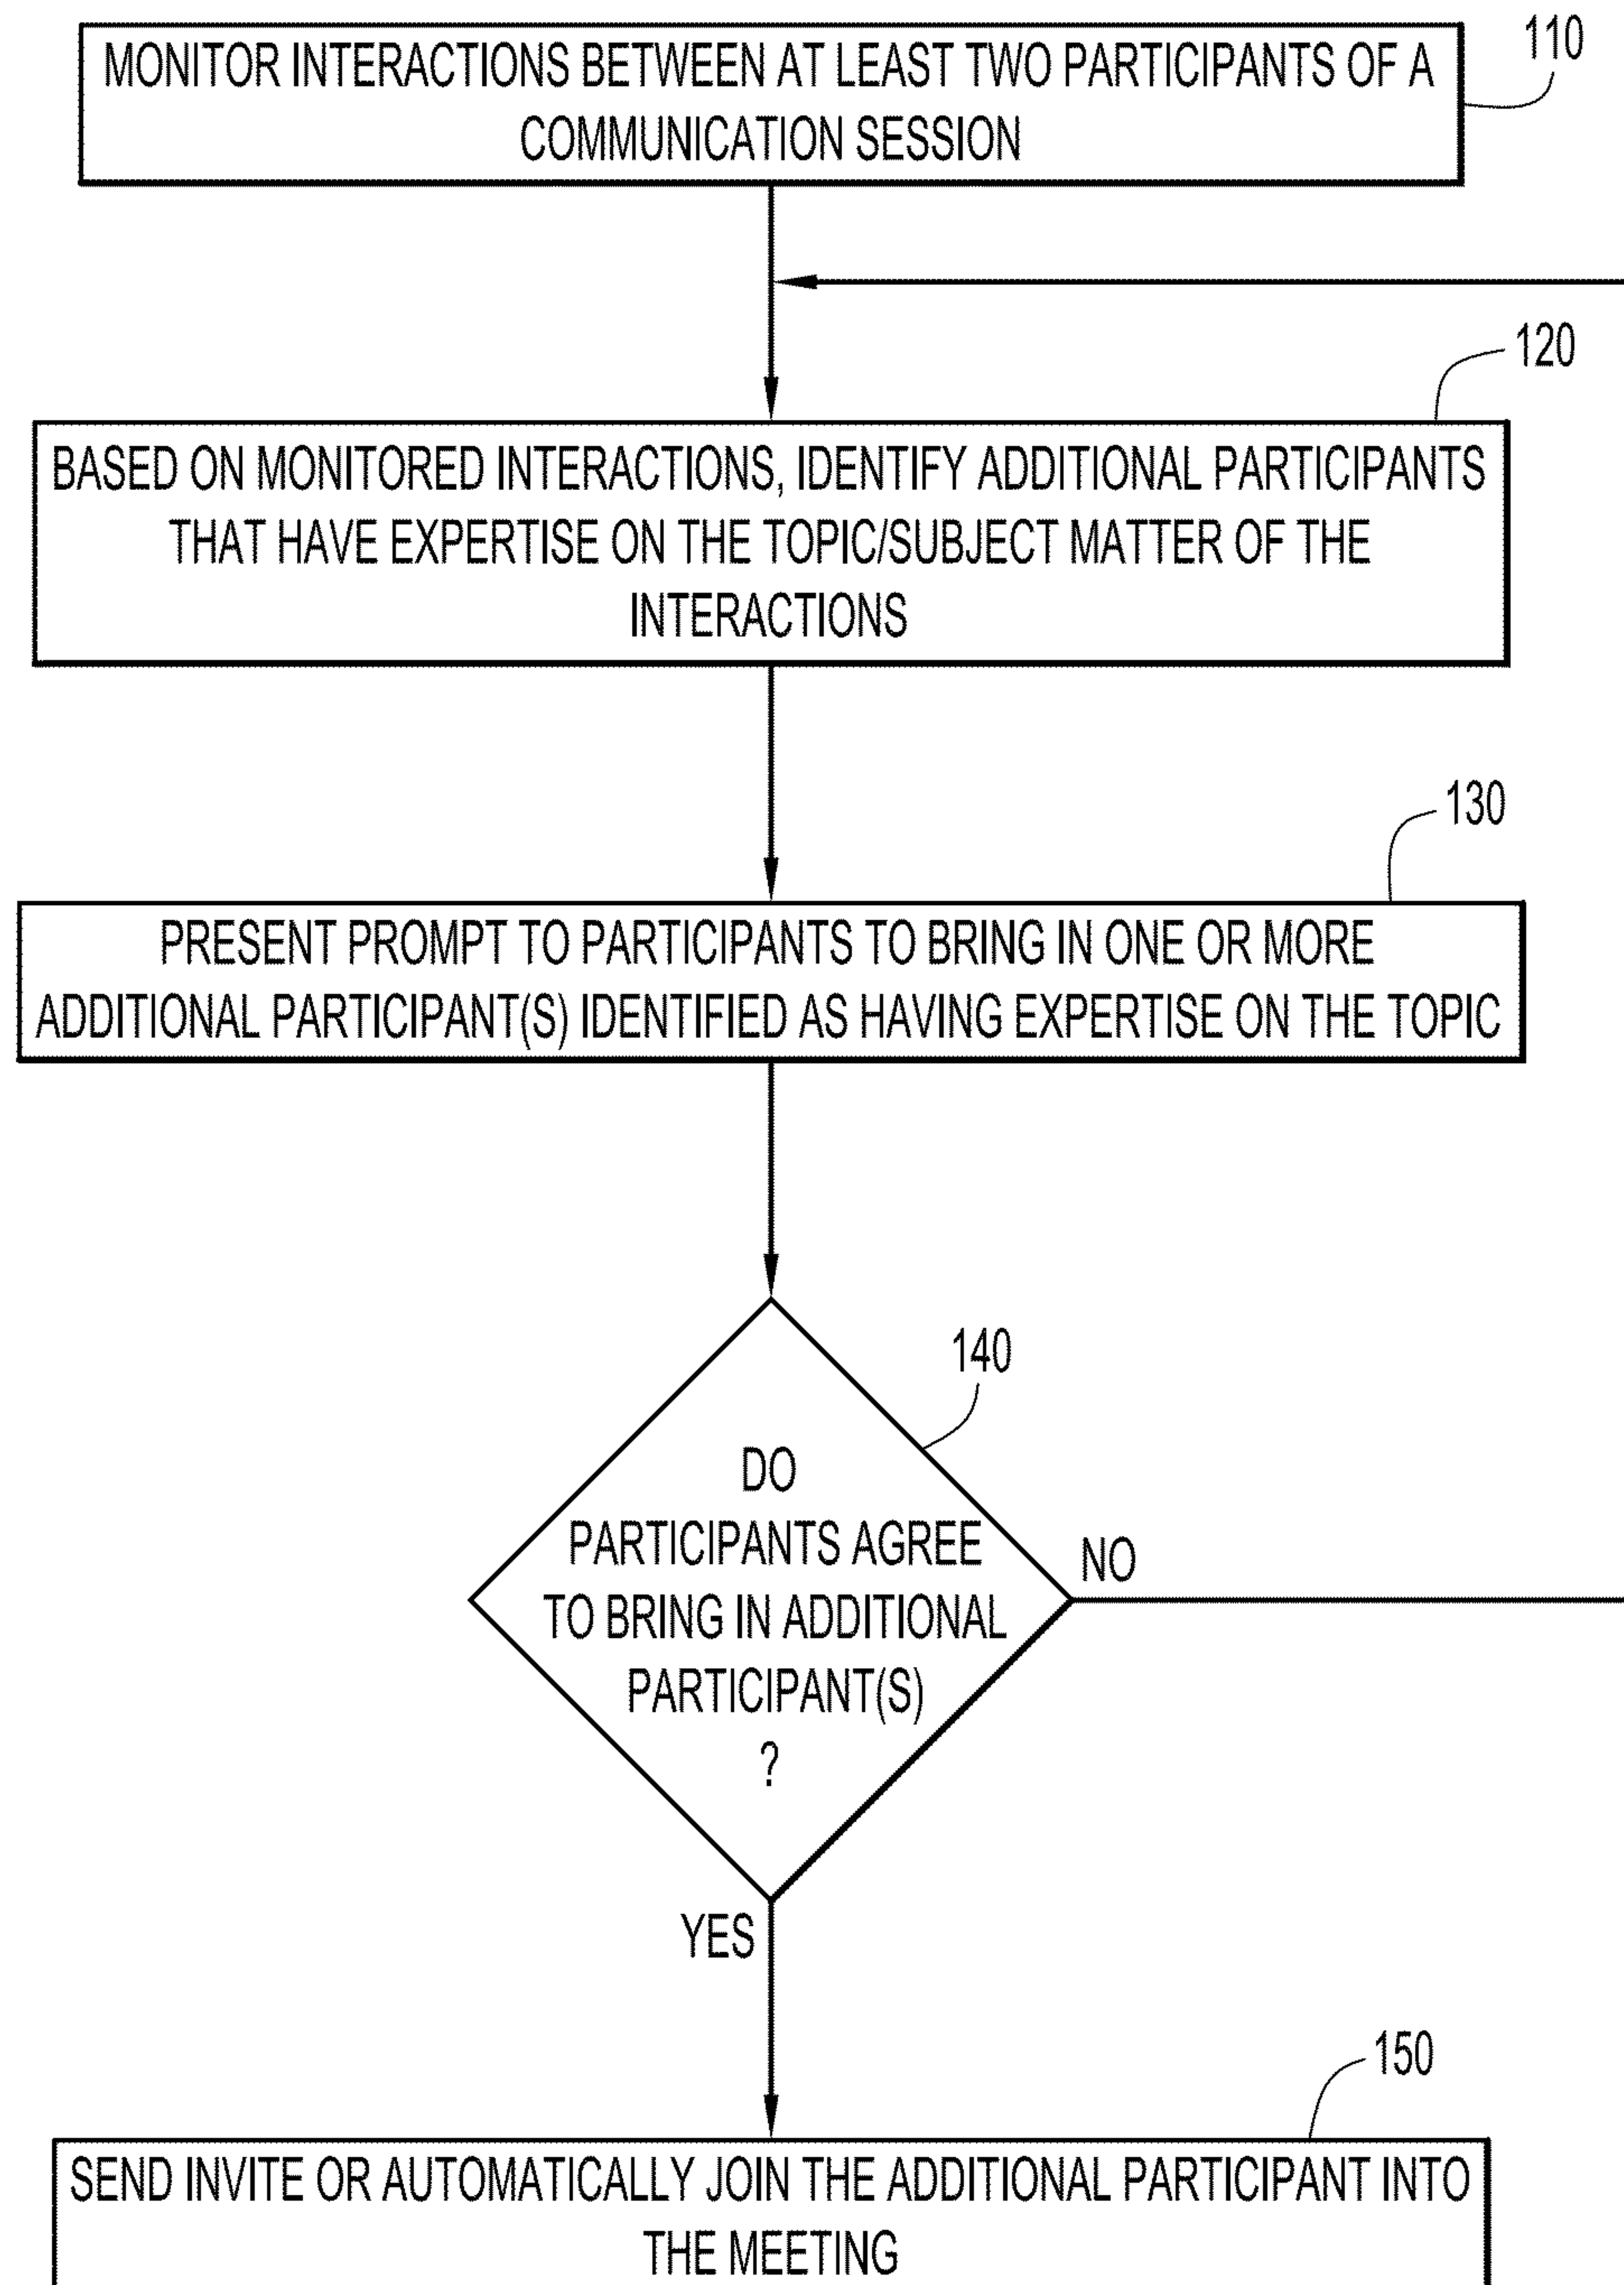 110
MONITOR INTERACTIONS BETWEEN AT LEAST TWO PARTICIPANTS OF A
COMMUNICATION SESSION
120
BASED ON MONITORED INTERACTIONS, IDENTIFY ADDITIONAL PARTICIPANTS
THAT HAVE EXPERTISE ON THE TOPIC/SUBJECT MATTER OF THE
INTERACTIONS
130
PRESENT PROMPT TO PARTICIPANTS TO BRING IN ONE OR MORE
ADDITIONAL PARTICIPANT(S) IDENTIFIED AS HAVING EXPERTISE ON THE TOPIC
140
DO
PARTICIPANTS AGREE
TO BRING IN ADDITIONAL
PARTICIPANT(S)
?
NO
YES
150
SEND INVITE OR AUTOMATICALLY JOIN THE ADDITIONAL PARTICIPANT INTO
THE MEETING